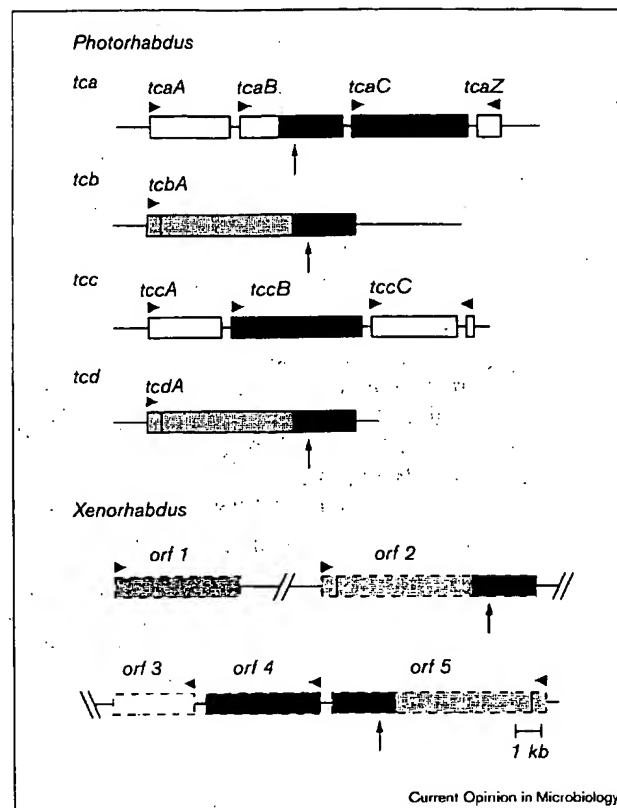 Photorhabdus
tca
tcaA tcaB tcaC tcaZ
tcb
tcbA
tcc
tccA tccB tccC
tcd
tcdA
Xenorhabdus
orf 1 orf 2
orf 3 orf 4 orf 5
1 kb
Current Opinion in Microbiology